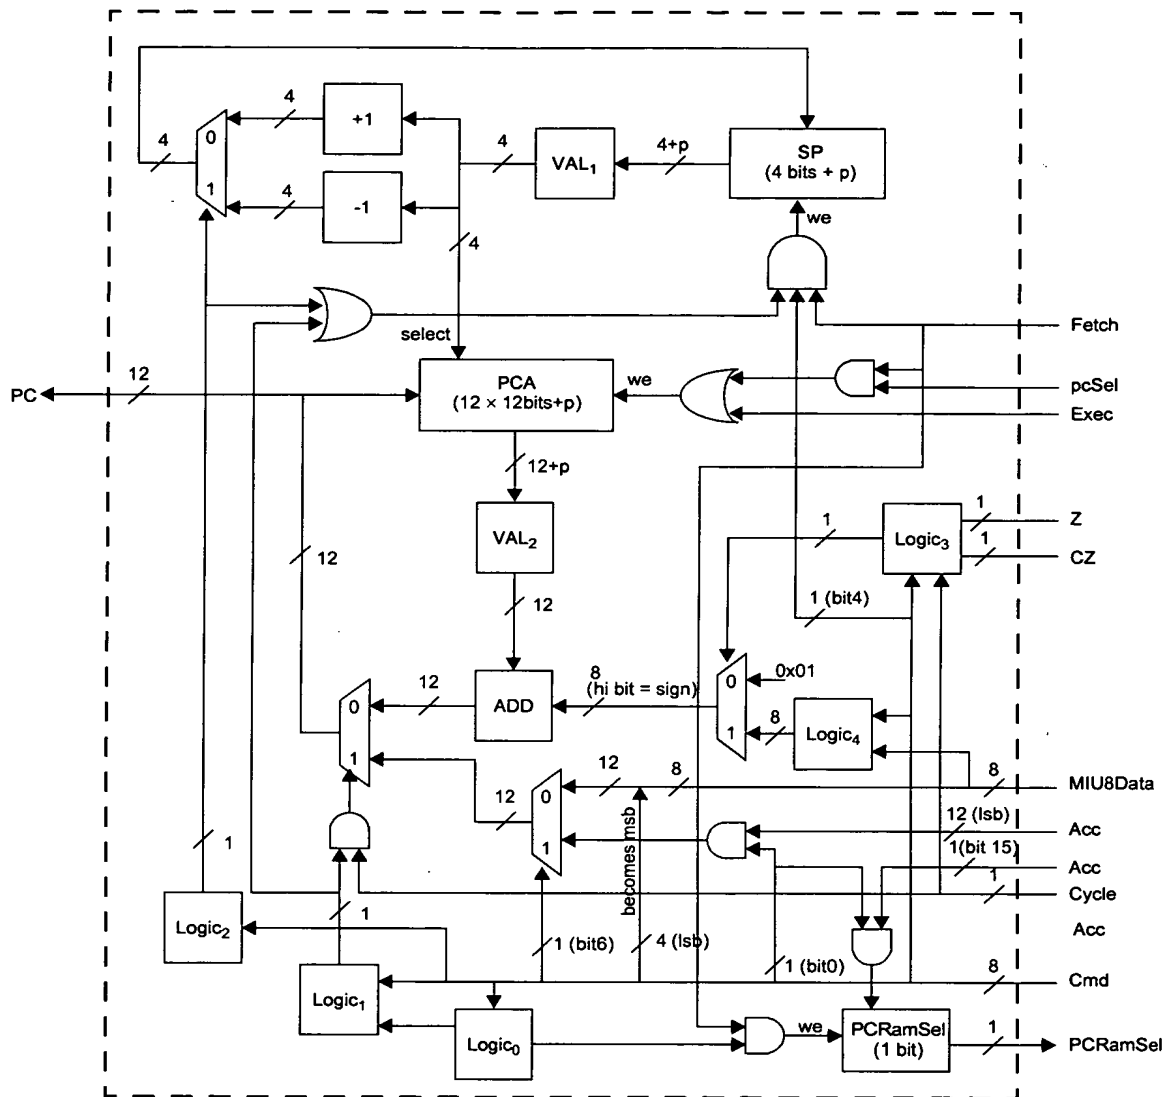 4
+1
4
4
VAL₁
4+p
SP
(4 bits + p)
0
1
4
-1
4
we
select
Fetch
PC
12
PCA
(12 × 12bits+p)
we
pcSel
Exec
12+p
VAL₂
12
12
1
Logic₃
1
Z
1
CZ
1 (bit4)
0
0x01
8
(hi bit = sign)
12
ADD
0
1
1
8
Logic₄
12
8
8
MIU8Data
12
0
1
becomes msb
12 (lsb)
Acc
1(bit 15)
Acc
1
Cycle
1
1
Logic₂
Acc
1 (bit6)
4 (lsb)
1 (bit0)
8
Cmd
Logic₁
Logic₀
we
PCRamSel
(1 bit)
1
PCRamSel